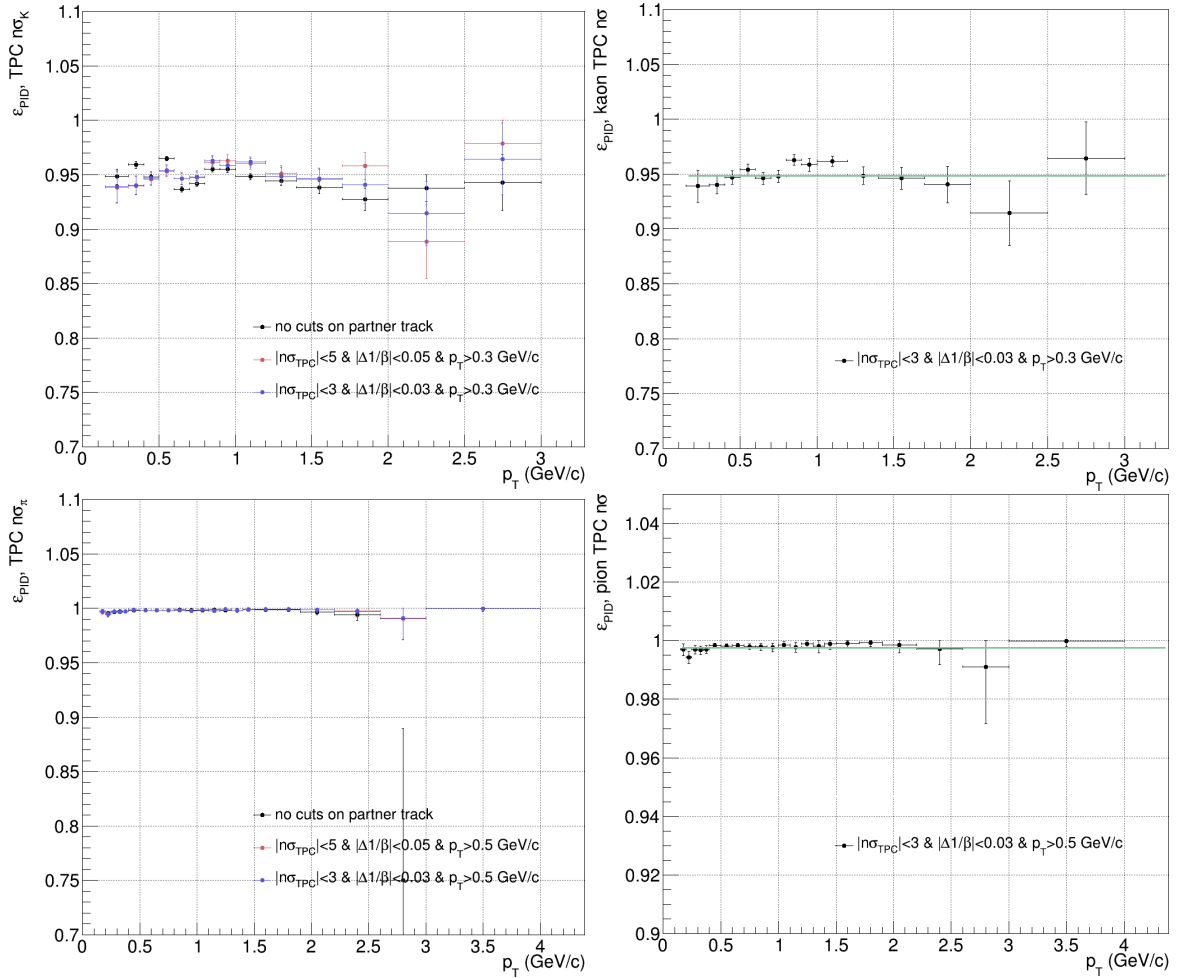 ε_PID, TPC nσ_K
1.1
1.05
1
0.95
0.9
0.85
0.8
0.75
0.7
no cuts on partner track
|nσ_TPC|<5 & |Δ1/β|<0.05 & p_T>0.3 GeV/c
|nσ_TPC|<3 & |Δ1/β|<0.03 & p_T>0.3 GeV/c
0 0.5 1 1.5 2 2.5 3
p_T (GeV/c)
ε_PID, kaon TPC nσ
1.1
1.05
1
0.95
0.9
0.85
0.8
0.75
0.7
|nσ_TPC|<3 & |Δ1/β|<0.03 & p_T>0.3 GeV/c
0 0.5 1 1.5 2 2.5 3
p_T (GeV/c)
ε_PID, TPC nσ_π
1.1
1.05
1
0.95
0.9
0.85
0.8
0.75
0.7
no cuts on partner track
|nσ_TPC|<5 & |Δ1/β|<0.05 & p_T>0.5 GeV/c
|nσ_TPC|<3 & |Δ1/β|<0.03 & p_T>0.5 GeV/c
0 0.5 1 1.5 2 2.5 3 3.5 4
p_T (GeV/c)
ε_PID, pion TPC nσ
1.04
1.02
1
0.98
0.96
0.94
0.92
0.9
|nσ_TPC|<3 & |Δ1/β|<0.03 & p_T>0.5 GeV/c
0 0.5 1 1.5 2 2.5 3 3.5 4
p_T (GeV/c)